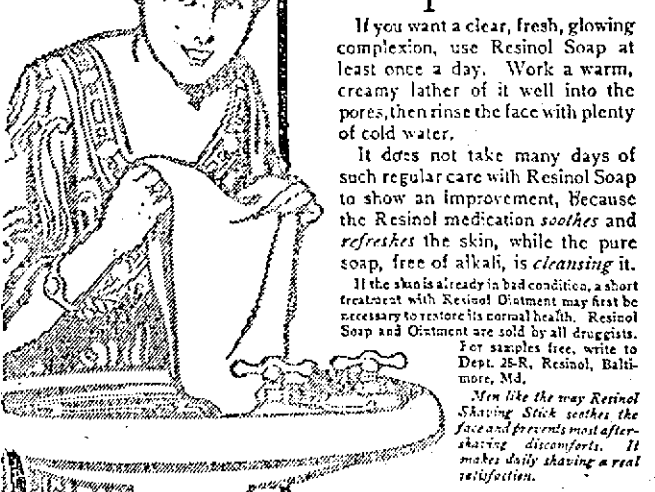 If you want a clear, fresh, glowing
complexion, use Resinol Soap at
least once a day. Work a warm,
creamy lather of it well into the
pores, then rinse the face with plenty
of cold water.
It does not take many days of
such regular care with Resinol Soap
to show an improvement, because
the Resinol medication soothes and
refreshes the skin, while the pure
soap, free of alkali, is cleansing it.
If the skin is already in bad condition, a short
treatment with Resinol Ointment may first be
necessary to restore its normal health. Resinol
Soap and Ointment are sold by all druggists.
For samples free, write to
Dept. 25-R, Resinol, Balti-
more, Md.
Men like the way Resinol
Shaving Stick soothes the
face and prevents most after-
shaving discomforts. It
makes daily shaving a real
satisfaction.